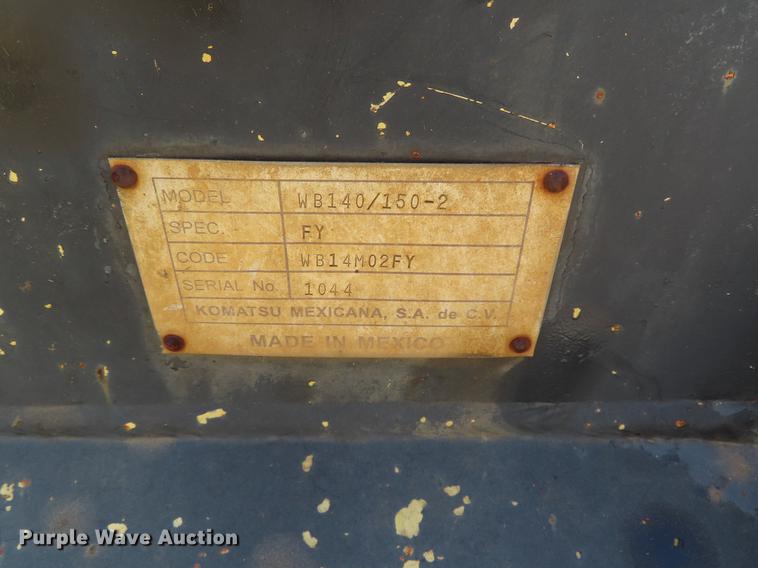 MODEL WB140/150-2
SPEC. FY
CODE WB14M02FY
SERIAL No. 1044
KOMATSU MEXICANA, S.A. de C.V.
MADE IN MEXICO
Purple Wave Auction